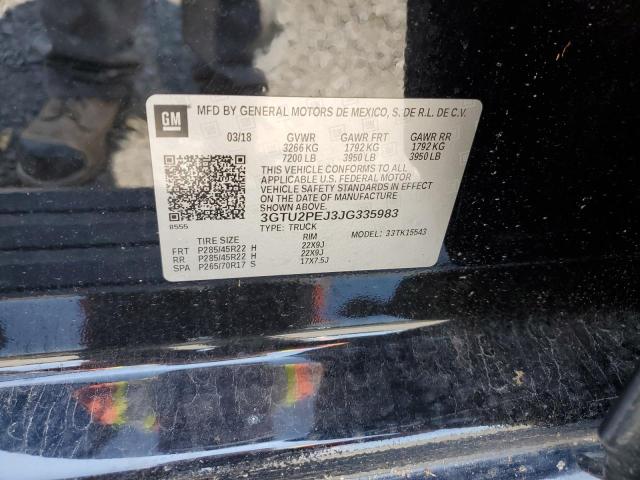 GM
MFD BY GENERAL MOTORS DE MEXICO, S. DE R.L. DE C.V.
03/18 GVWR GAWR FRT GAWR RR
3266 KG 1792 KG 1792 KG
7200 LB 3950 LB 3950 LB
THIS VEHICLE CONFORMS TO ALL
APPLICABLE U.S. FEDERAL MOTOR
VEHICLE SAFETY STANDARDS IN EFFECT
ON THE DATE OF MANUFACTURE
SHOWN ABOVE.
8555
3GTU2PEJ3JG335983
TYPE: TRUCK MODEL: 33TK15543
TIRE SIZE RIM
FRT P285/45R22 H 22X9J
RR P285/45R22 H 22X9J
SPA P265/70R17 S 17X7.5J